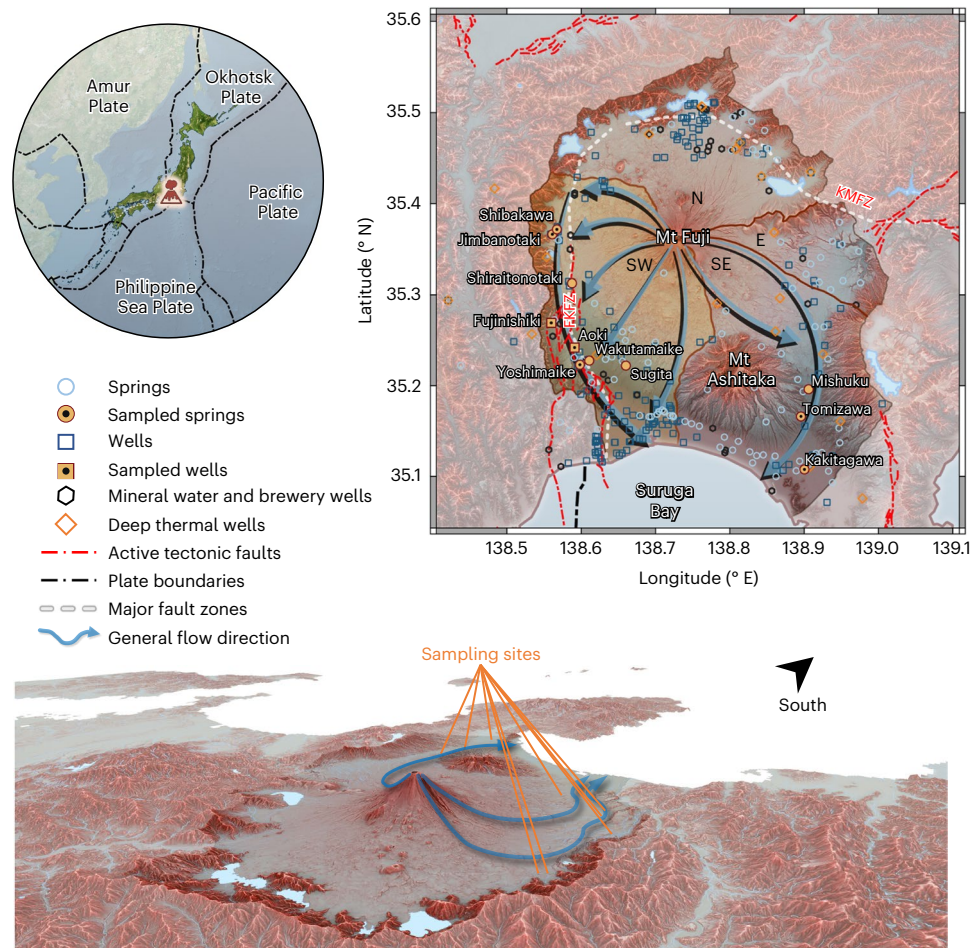 Amur
Plate
Okhotsk
Plate
Pacific
Plate
Philippine
Sea Plate
Springs
Sampled springs
Wells
Sampled wells
Mineral water and brewery wells
Deep thermal wells
Active tectonic faults
Plate boundaries
Major fault zones
General flow direction
Latitude (° N)
35.6
35.5
35.4
35.3
35.2
35.1
N
KMFZ
Shibakawa
Jimbanotaki
Mt Fuji
E
SW
SE
Shiraitonotaki
FKFZ
Fujinishiki
Aoki
Wakutamaike
Yoshimaike
Sugita
Mt
Ashitaka
Mishuku
Tomizawa
Kakitagawa
Suruga
Bay
138.5
138.6
138.7
138.8
138.9
139.0
139.1
Longitude (° E)
Sampling sites
South